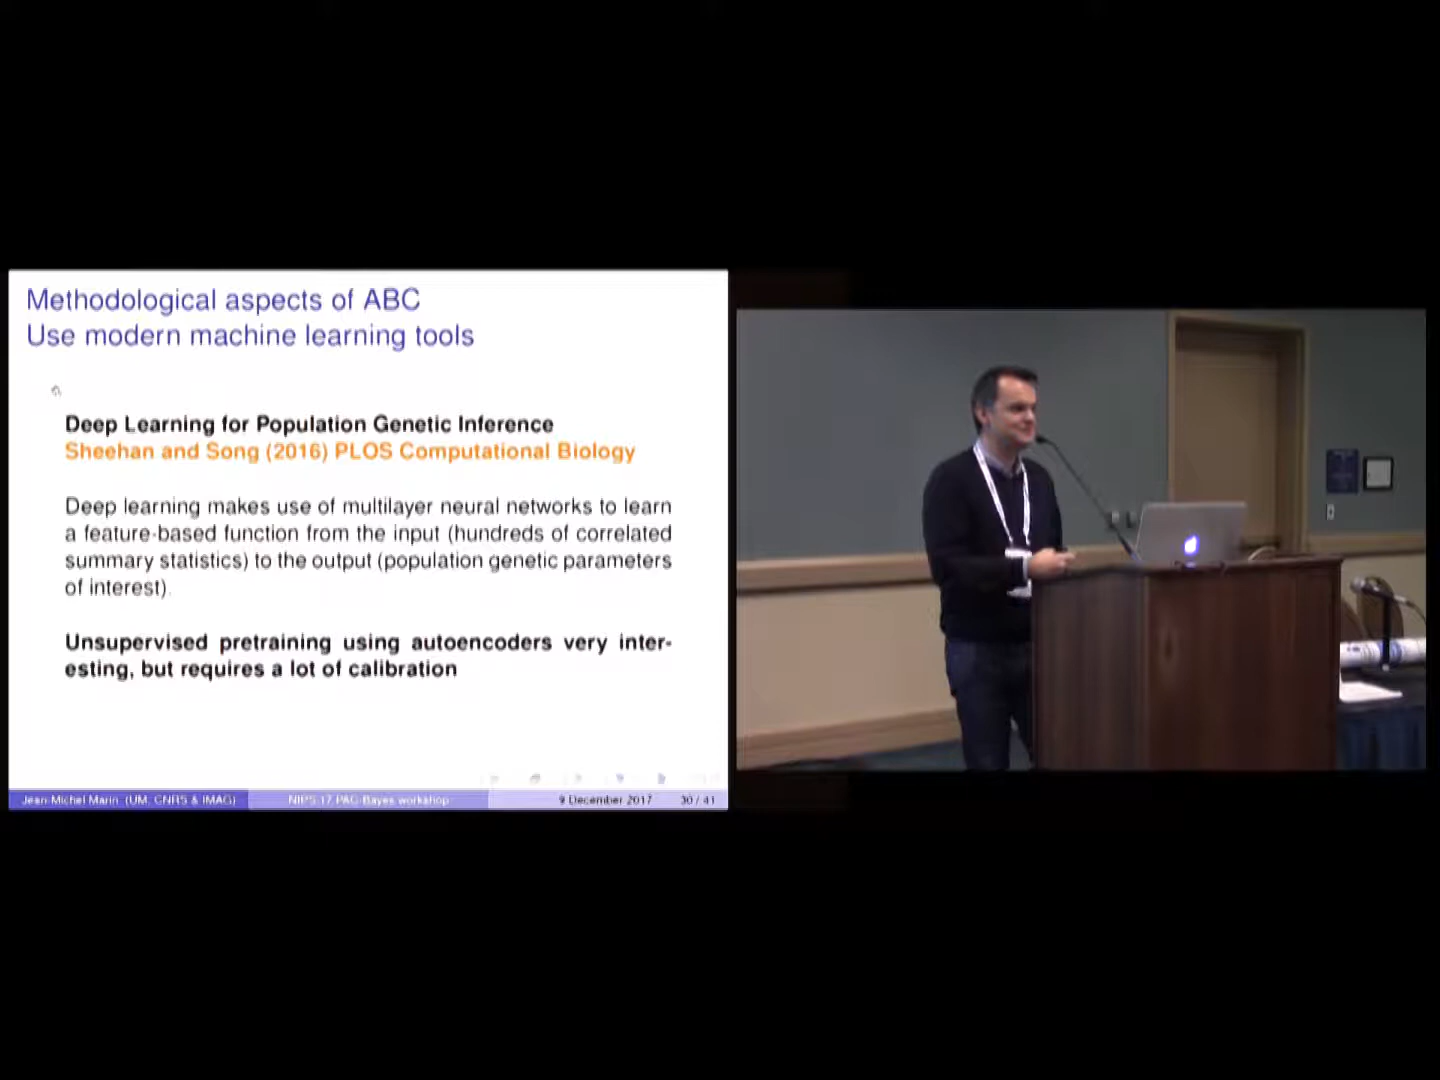 Methodological aspects of ABC
Use modern machine learning tools
Deep Learning for Population Genetic Inference
Sheehan and Song (2016) PLOS Computational Biology
Deep learning makes use of multilayer neural networks to learn
a feature-based function from the input (hundreds of correlated
summary statistics) to the output (population genetic parameters
of interest).
Unsupervised pretraining using autoencoders very inter-
esting, but requires a lot of calibration
Jean-Michel Marin (UM, CNRS & IMAG)
NIPS 17 PAC-Bayes workshop
9 December 2017
30 / 41